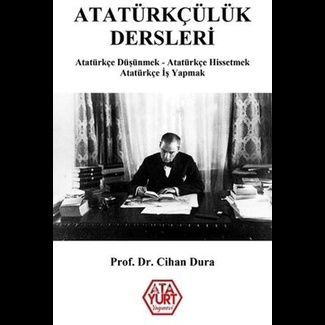 ATATÜRKÇÜLÜK
DERSLERİ
Atatürkçe Düşünmek - Atatürkçe Hissetmek
Atatürkçe İş Yapmak
Prof. Dr. Cihan Dura
ATA
YURT
Yayınevi